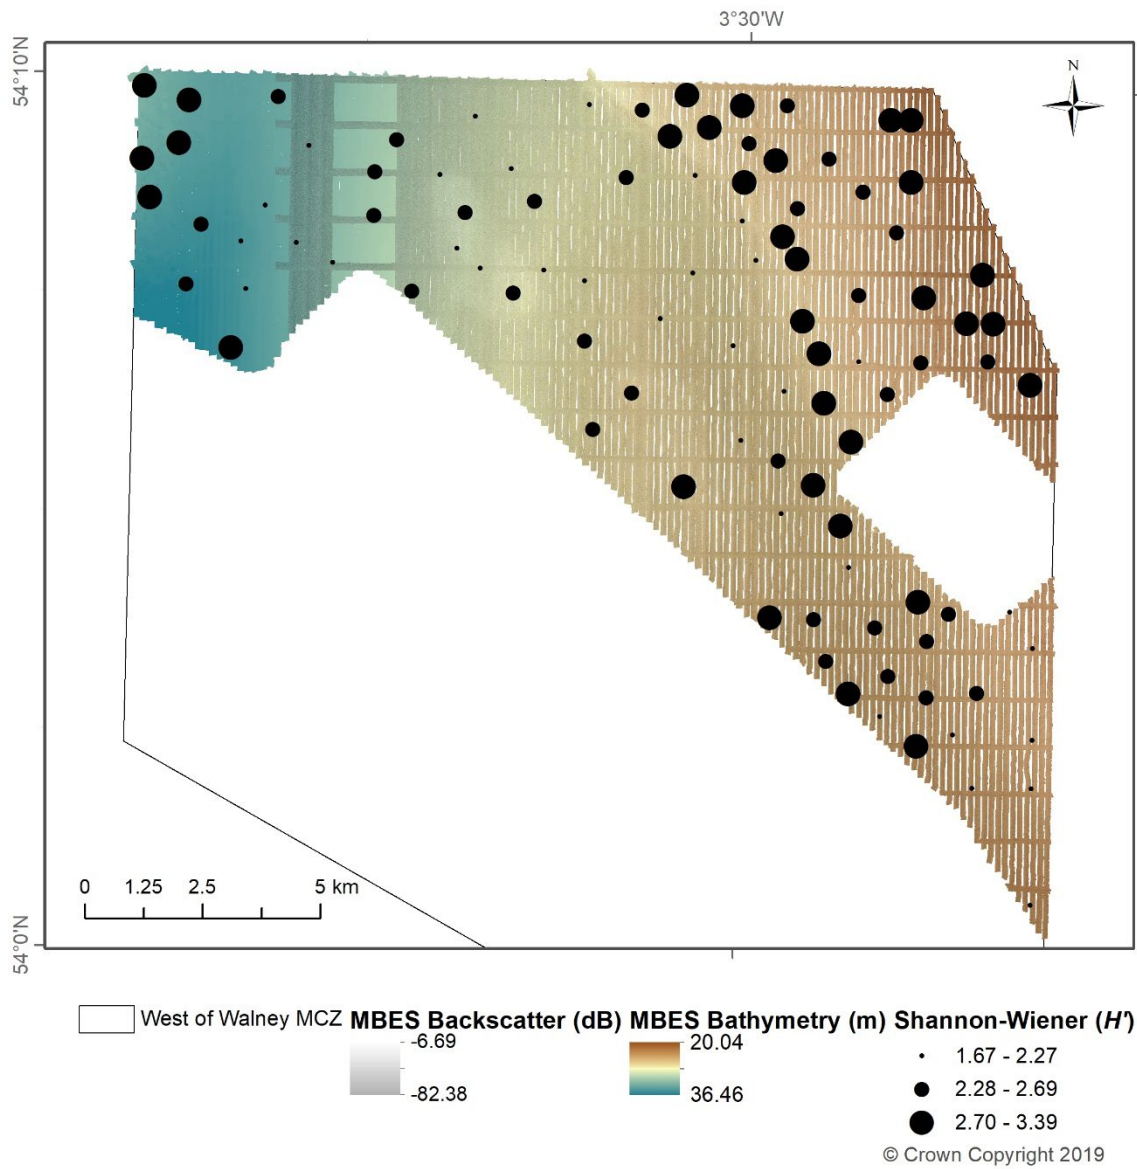 3°30'W
54°10'N
N
0 1.25 2.5 5 km
54°0'N
West of Walney MCZ
MBES Backscatter (dB)
-6.69
-82.38
MBES Bathymetry (m)
20.04
36.46
Shannon-Wiener (H')
1.67 - 2.27
2.28 - 2.69
2.70 - 3.39
© Crown Copyright 2019